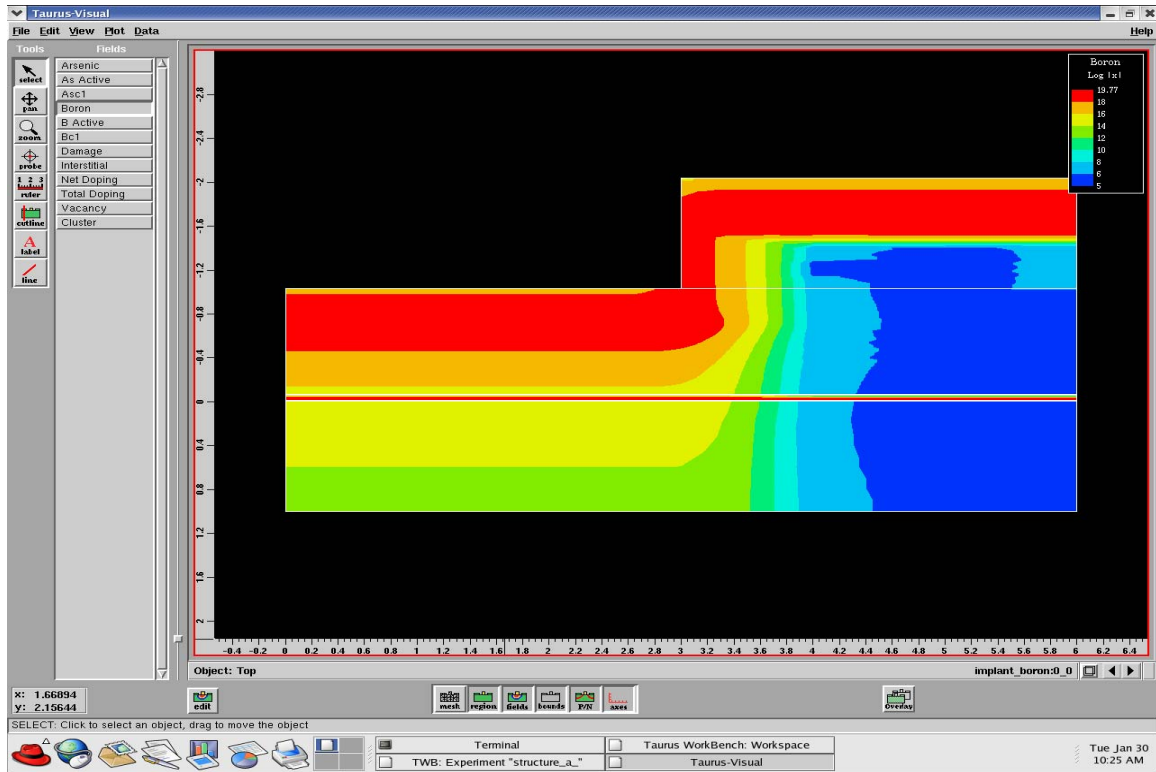 Taurus-Visual
File Edit View Plot Data Help
Tools Fields
select
pan
zoom
probe
1 2 3
ruler
cutline
A
label
line
Arsenic
As Active
Asc1
Boron
B Active
Bc1
Damage
Interstitial
Net Doping
Total Doping
Vacancy
Cluster
Boron
Log |x|
19.77
18
16
14
12
10
8
6
5
-2.8
-2.4
-2
-1.6
-1.2
-0.8
-0.4
0
0.4
0.8
1.2
1.6
2
-0.4 -0.2 0 0.2 0.4 0.6 0.8 1 1.2 1.4 1.6 1.8 2 2.2 2.4 2.6 2.8 3 3.2 3.4 3.6 3.8 4 4.2 4.4 4.6 4.8 5 5.2 5.4 5.6 5.8 6 6.2 6.4
Object: Top implant_boron:0_0
x: 1.66894
y: 2.15644
edit mesh region fields bounds P/N axes Overlay
SELECT: Click to select an object, drag to move the object
Terminal Taurus WorkBench: Workspace
TWB: Experiment "structure_a_" Taurus-Visual
Tue Jan 30
10:25 AM